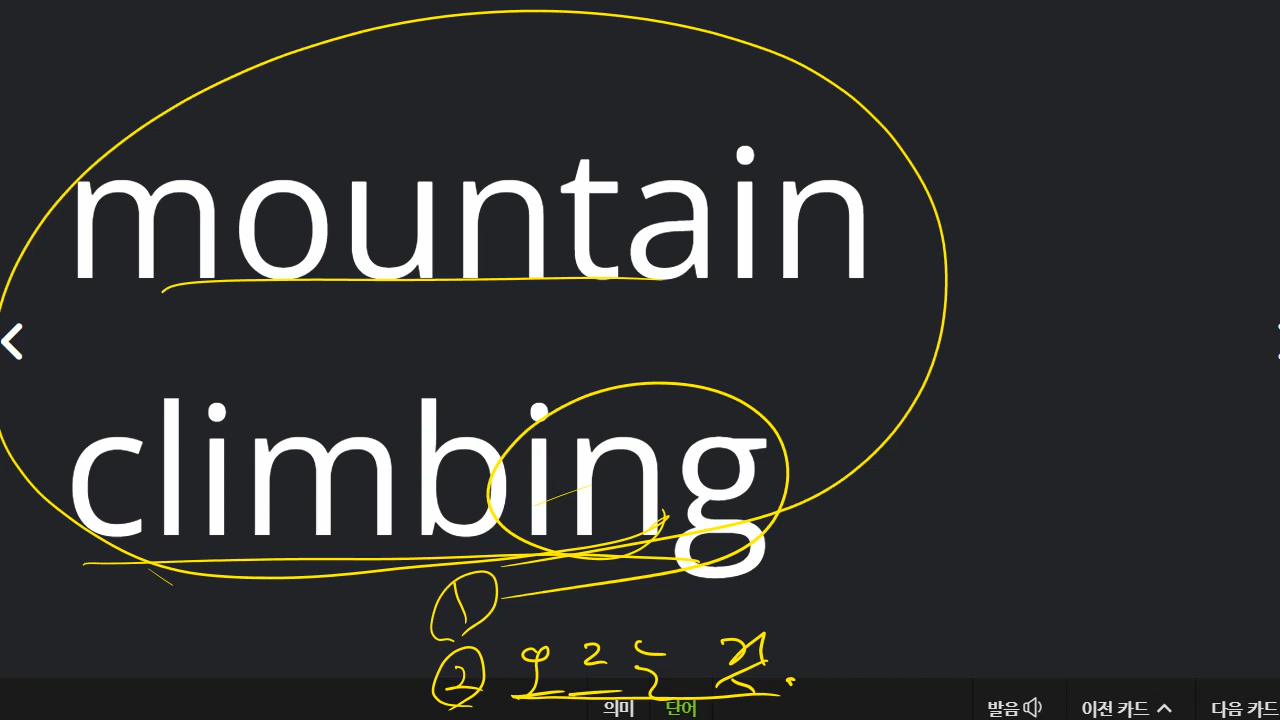 mountain
climbing
①
② 오르는 것.
의미 단어 발음 이전 카드 다음 카드